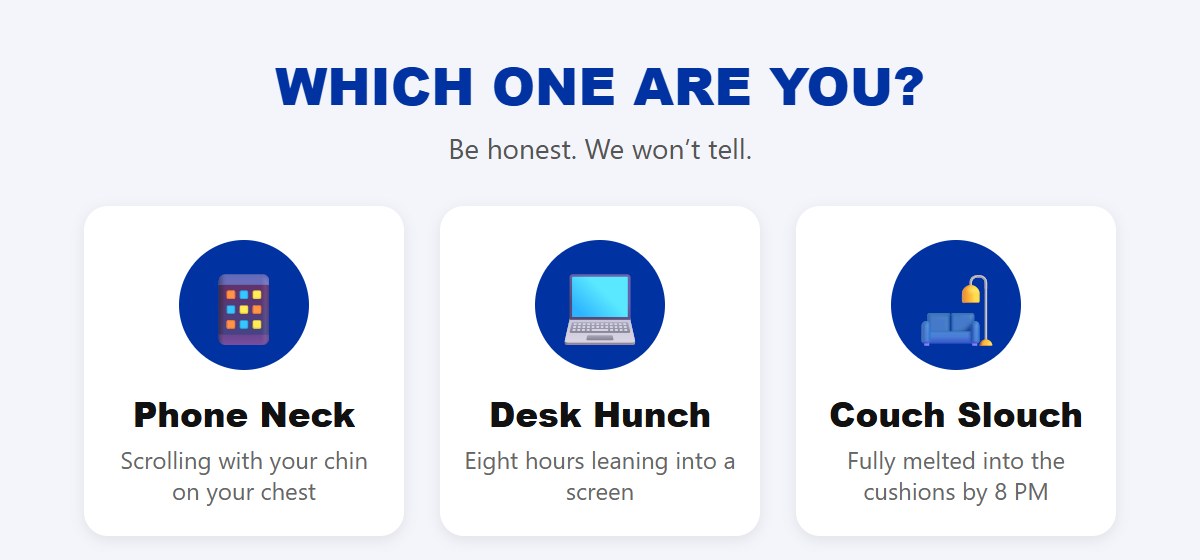 WHICH ONE ARE YOU?
Be honest. We won’t tell.
Phone Neck
Scrolling with your chin
on your chest
Desk Hunch
Eight hours leaning into a
screen
Couch Slouch
Fully melted into the
cushions by 8 PM